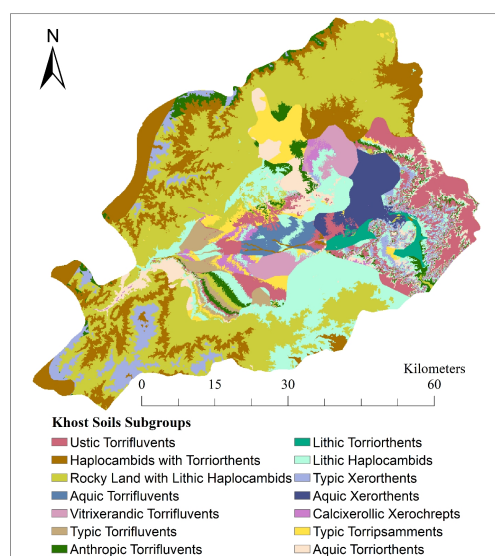 N
Kilometers
0 15 30 60
Khost Soils Subgroups
Ustic Torrifluvents
Haplocambids with Torriorthents
Rocky Land with Lithic Haplocambids
Aquic Torrifluvents
Vitrixerandic Torrifluvents
Typic Torrifluvents
Anthropic Torrifluvents
Lithic Torriorthents
Lithic Haplocambids
Typic Xerorthents
Aquic Xerorthents
Calcixerollic Xerochrepts
Typic Torripsamments
Aquic Torriorthents